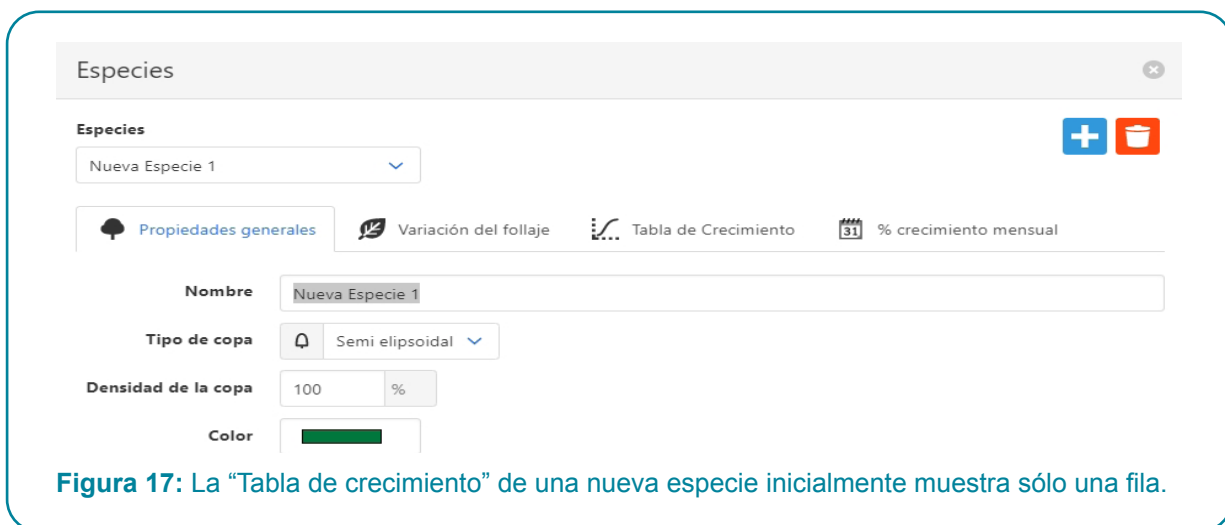 Especies
Especies
Nueva Especie 1
Propiedades generales
Variación del follaje
Tabla de Crecimiento
31
% crecimiento mensual
Nombre
Nueva Especie 1
Tipo de copa
Semi elipsoidal
Densidad de la copa
100
%
Color
Figura 17: La “Tabla de crecimiento” de una nueva especie inicialmente muestra sólo una fila.